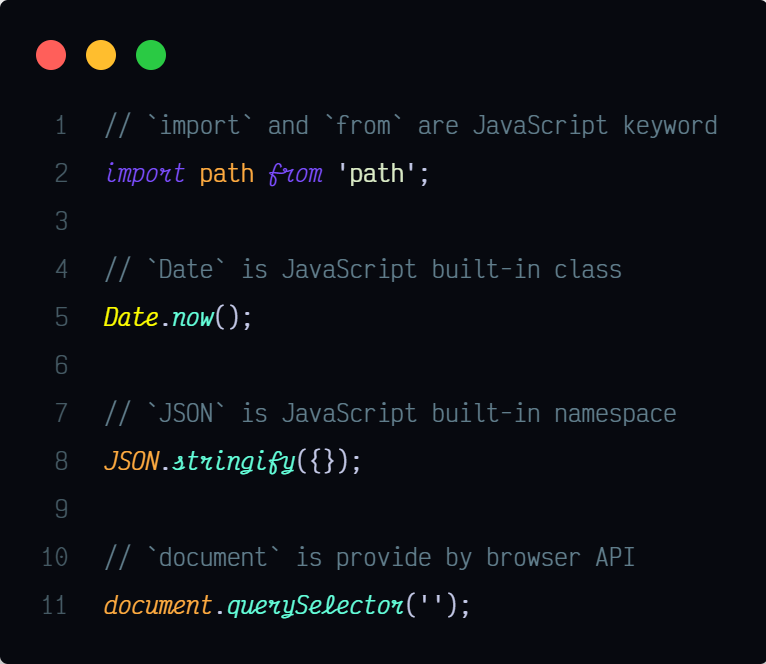 1 // `import` and `from` are JavaScript keyword
2 import path from 'path';
3
4 // `Date` is JavaScript built-in class
5 Date.now();
6
7 // `JSON` is JavaScript built-in namespace
8 JSON.stringify({});
9
10 // `document` is provide by browser API
11 document.querySelector('');